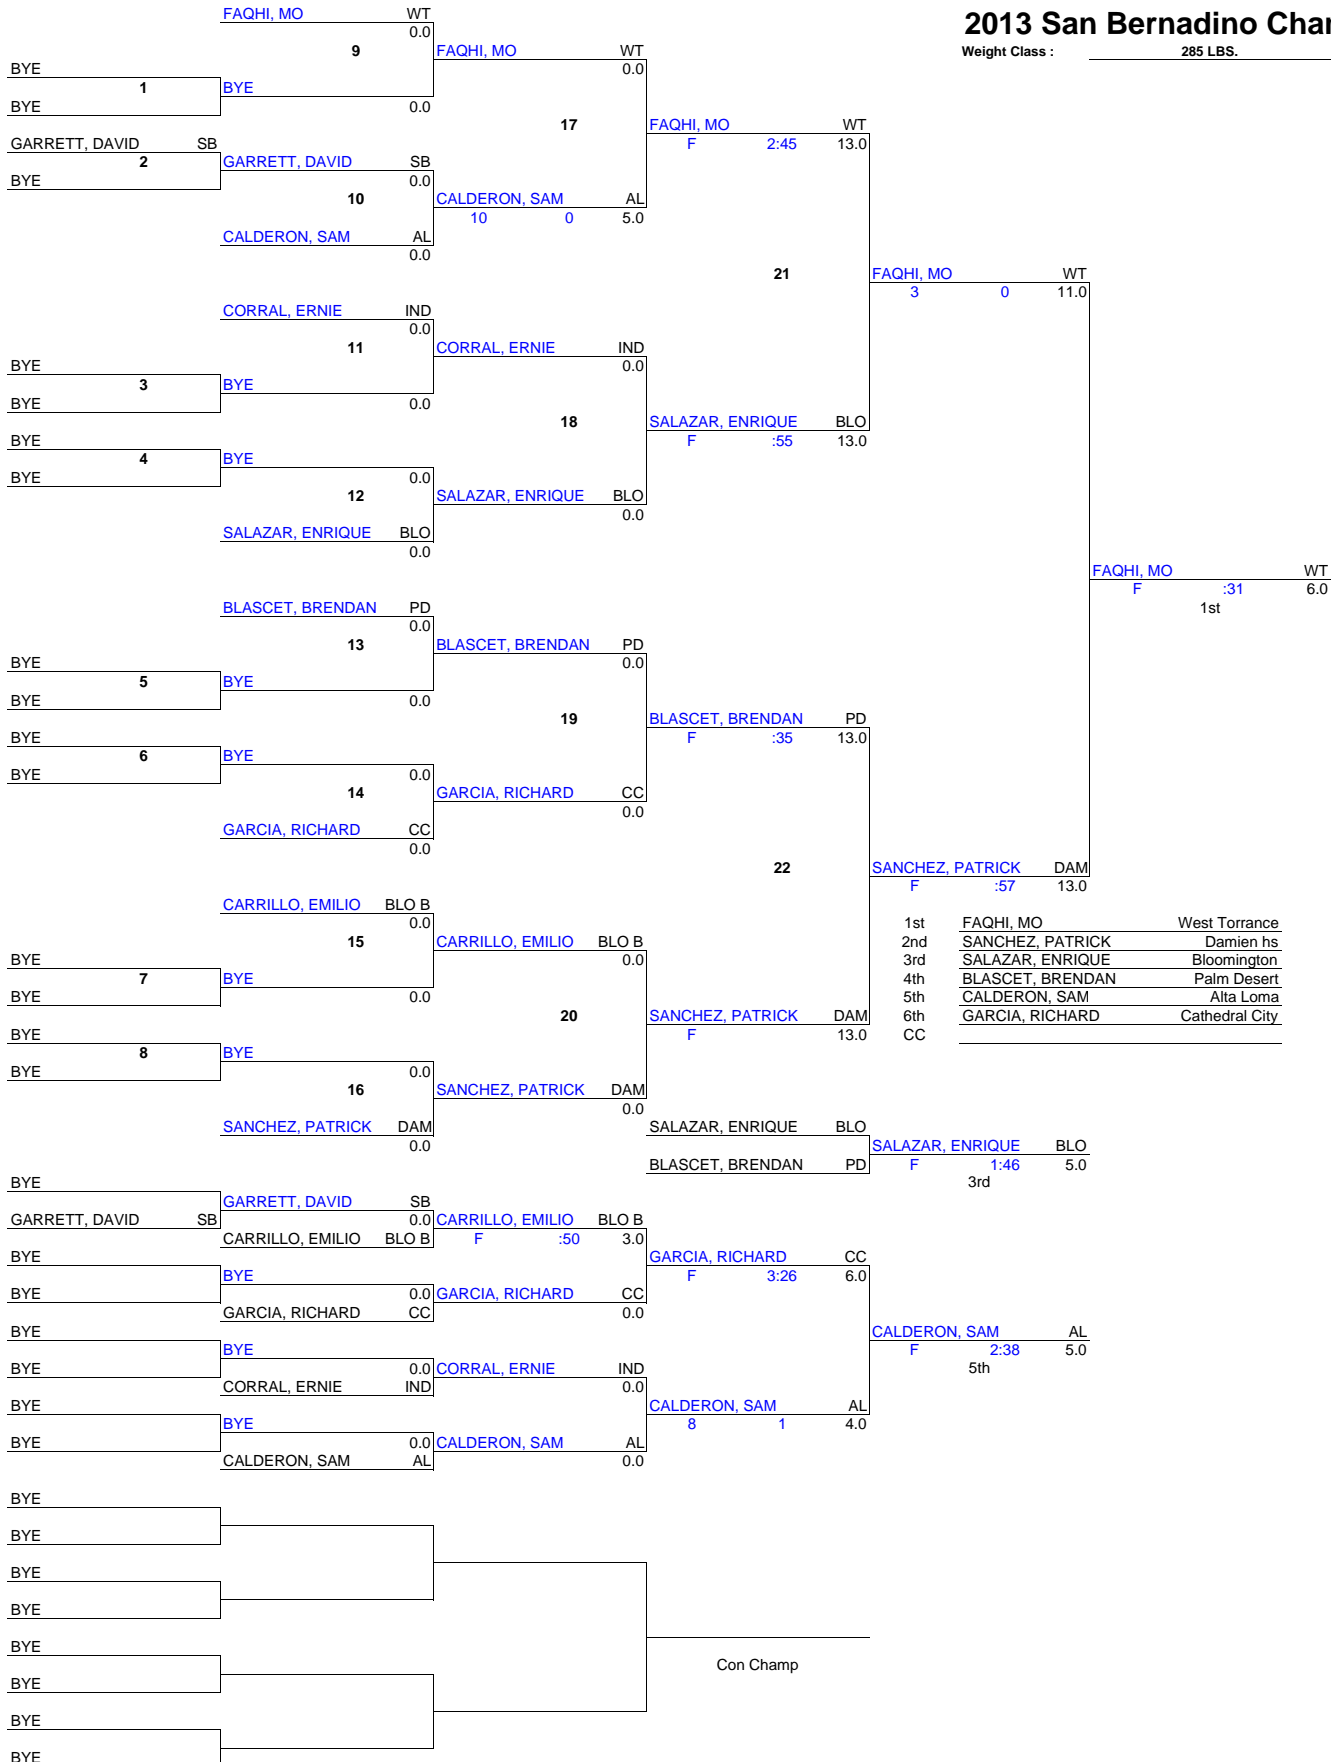 FAQHI, MO WT
2013 San Bernadino Cha
0.0
9 FAQHI, MO WT
Weight Class : 285 LBS.
BYE 0.0
1 BYE
BYE 0.0
17 FAQHI, MO WT
GARRETT, DAVID SB F 2:45 13.0
2 GARRETT, DAVID SB
BYE 0.0
10 CALDERON, SAM AL
10 0 5.0
CALDERON, SAM AL
0.0
21 FAQHI, MO WT
3 0 11.0
CORRAL, ERNIE IND
0.0
11 CORRAL, ERNIE IND
BYE 0.0
3 BYE
BYE 0.0
18 SALAZAR, ENRIQUE BLO
BYE F :55 13.0
4 BYE
BYE 0.0
12 SALAZAR, ENRIQUE BLO
0.0
SALAZAR, ENRIQUE BLO
0.0
FAQHI, MO WT
F :31 6.0
BLASCET, BRENDAN PD 1st
0.0
13 BLASCET, BRENDAN PD
BYE 0.0
5 BYE
BYE 0.0
19 BLASCET, BRENDAN PD
BYE F :35 13.0
6 BYE
BYE 0.0
14 GARCIA, RICHARD CC
0.0
GARCIA, RICHARD CC
0.0
22 SANCHEZ, PATRICK DAM
F :57 13.0
CARRILLO, EMILIO BLO B
0.0 1st FAQHI, MO West Torrance
15 CARRILLO, EMILIO BLO B 2nd SANCHEZ, PATRICK Damien hs
BYE 0.0 3rd SALAZAR, ENRIQUE Bloomington
7 BYE 4th BLASCET, BRENDAN Palm Desert
BYE 0.0 5th CALDERON, SAM Alta Loma
20 SANCHEZ, PATRICK DAM 6th GARCIA, RICHARD Cathedral City
BYE F 13.0 CC
8 BYE
BYE 0.0
16 SANCHEZ, PATRICK DAM
0.0
SANCHEZ, PATRICK DAM SALAZAR, ENRIQUE BLO
0.0 SALAZAR, ENRIQUE BLO
BLASCET, BRENDAN PD F 1:46 5.0
BYE 3rd
GARRETT, DAVID SB
GARRETT, DAVID SB 0.0 CARRILLO, EMILIO BLO B
CARRILLO, EMILIO BLO B F :50 3.0
BYE GARCIA, RICHARD CC
BYE F 3:26 6.0
BYE 0.0 GARCIA, RICHARD CC
GARCIA, RICHARD CC 0.0
BYE CALDERON, SAM AL
BYE F 2:38 5.0
BYE 0.0 CORRAL, ERNIE IND 5th
CORRAL, ERNIE IND 0.0
BYE CALDERON, SAM AL
BYE 8 1 4.0
BYE 0.0 CALDERON, SAM AL
CALDERON, SAM AL 0.0
BYE
BYE
BYE
BYE
BYE
Con Champ
BYE
BYE
BYE